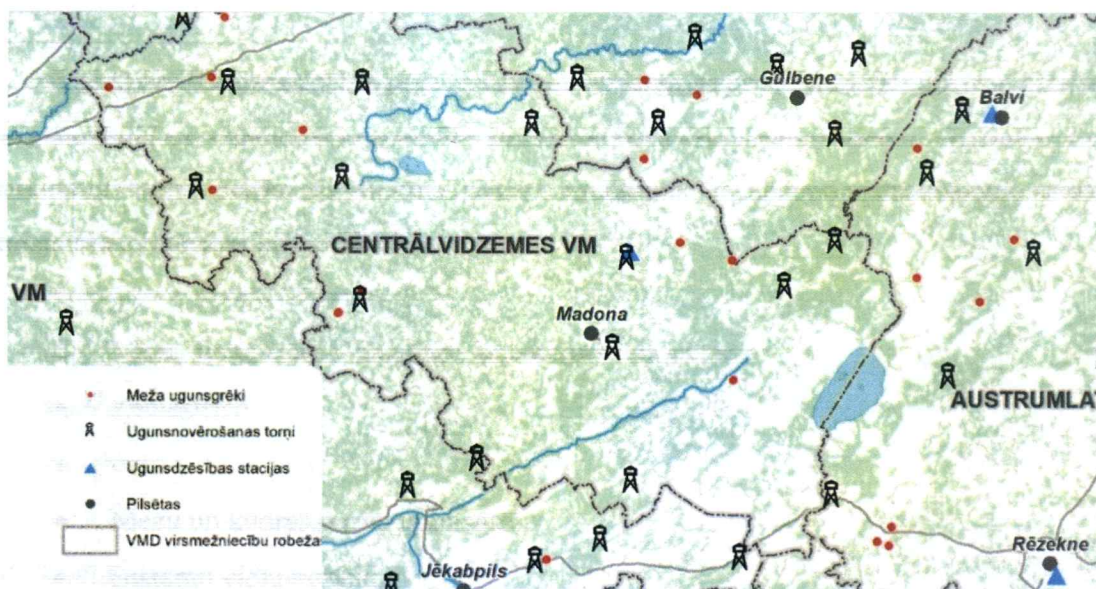 Gulbene
Balvi
CENTRĀLVIDZEMES VM
VM
Madona
AUSTRUMLAT
Meža ugunsgrēki
Ugunsnovērošanas torņi
Ugunsdzēsības stacijas
Pilsētas
VMD virsmežniecību robeža
Jēkabpils
Rēzekne